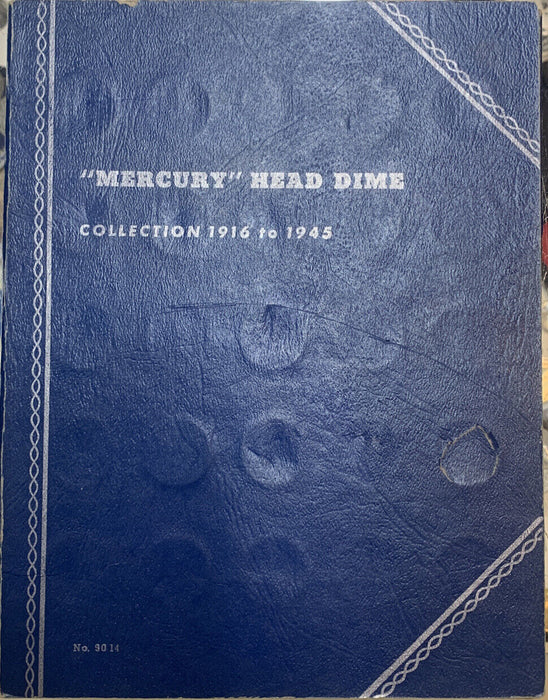 "MERCURY" HEAD DIME
COLLECTION 1916 to 1945
No. 9014